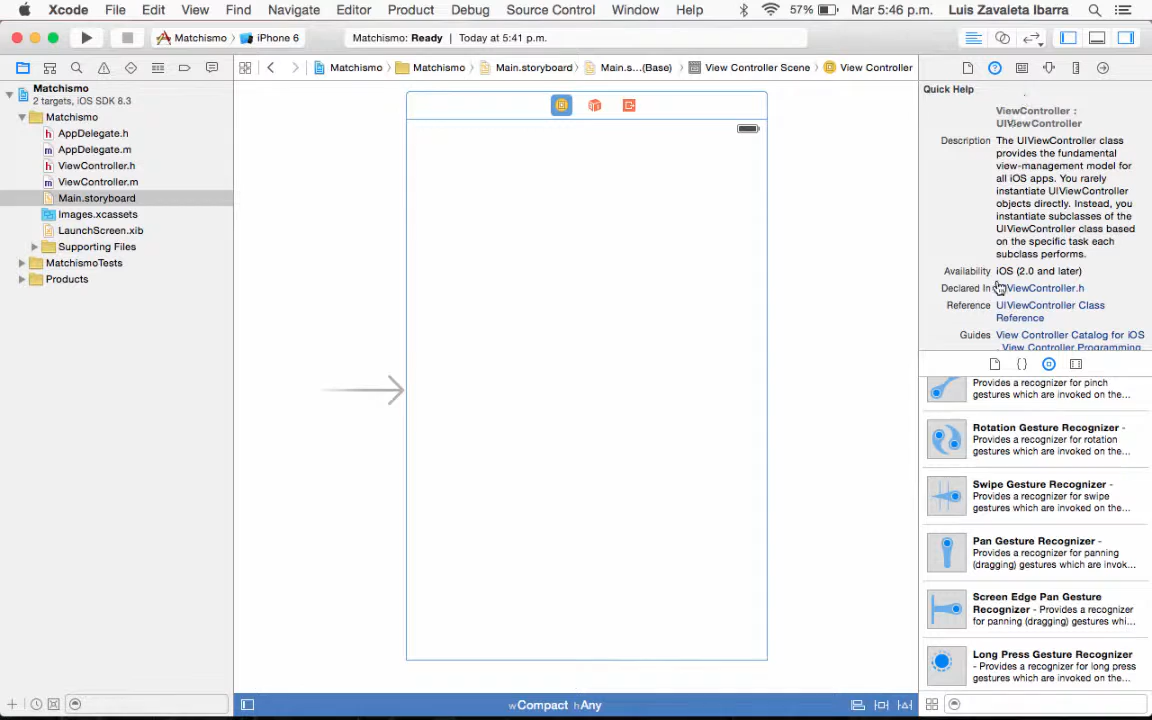 Xcode File Edit View Find Navigate Editor Product Debug Source Control Window Help 57% Mar 5:46 p.m. Luis Zavaleta Ibarra
Matchismo iPhone 6 Matchismo: Ready Today at 5:41 p.m.
Matchismo Matchismo Main.storyboard Main.s...(Base) View Controller Scene View Controller
Matchismo
2 targets, iOS SDK 8.3
Matchismo
AppDelegate.h
AppDelegate.m
ViewController.h
ViewController.m
Main.storyboard
Images.xcassets
LaunchScreen.xib
Supporting Files
MatchismoTests
Products
wCompact hAny
Quick Help
ViewController :
UIViewController
Description The UIViewController class
provides the fundamental
view-management model for
all iOS apps. You rarely
instantiate UIViewController
objects directly. Instead, you
instantiate subclasses of the
UIViewController class based
on the specific task each
subclass performs.
Availability iOS (2.0 and later)
Declared In UIViewController.h
Reference UIViewController Class
Reference
Guides View Controller Catalog for iOS
, View Controller Programming
Provides a recognizer for pinch
gestures which are invoked on the...
Rotation Gesture Recognizer -
Provides a recognizer for rotation
gestures which are invoked on the...
Swipe Gesture Recognizer -
Provides a recognizer for swipe
gestures which are invoked on the...
Pan Gesture Recognizer -
Provides a recognizer for panning
(dragging) gestures which are invok...
Screen Edge Pan Gesture
Recognizer - Provides a recognizer
for panning (dragging) gestures whi...
Long Press Gesture Recognizer
- Provides a recognizer for long press
gestures which are invoked on the...